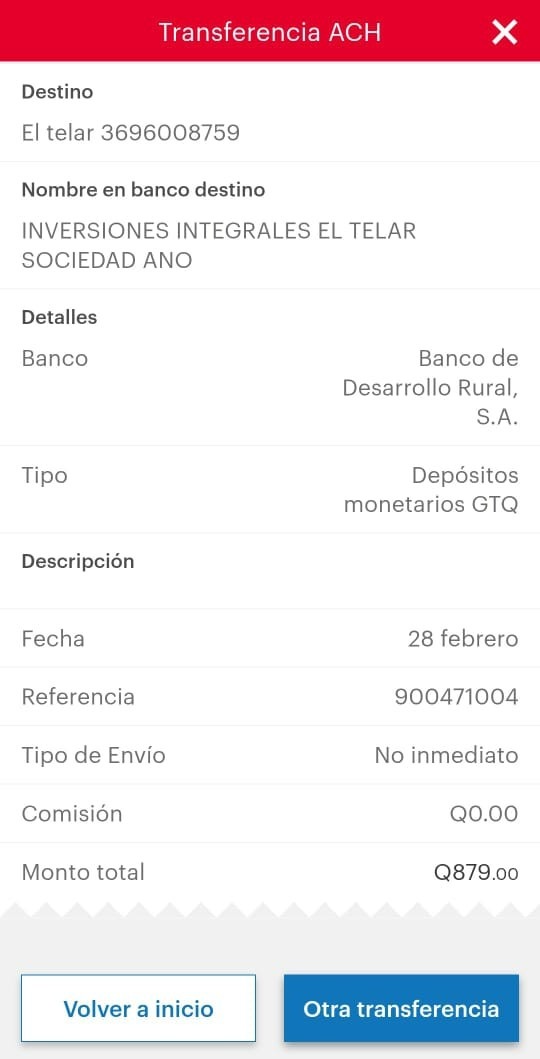 Transferencia ACH
Destino
El telar 3696008759
Nombre en banco destino
INVERSIONES INTEGRALES EL TELAR
SOCIEDAD ANO
Detalles
Banco
Banco de
Desarrollo Rural,
S.A.
Tipo
Depósitos
monetarios GTQ
Descripción
Fecha 28 febrero
Referencia 900471004
Tipo de Envío No inmediato
Comisión Q0.00
Monto total Q879.00
Volver a inicio Otra transferencia